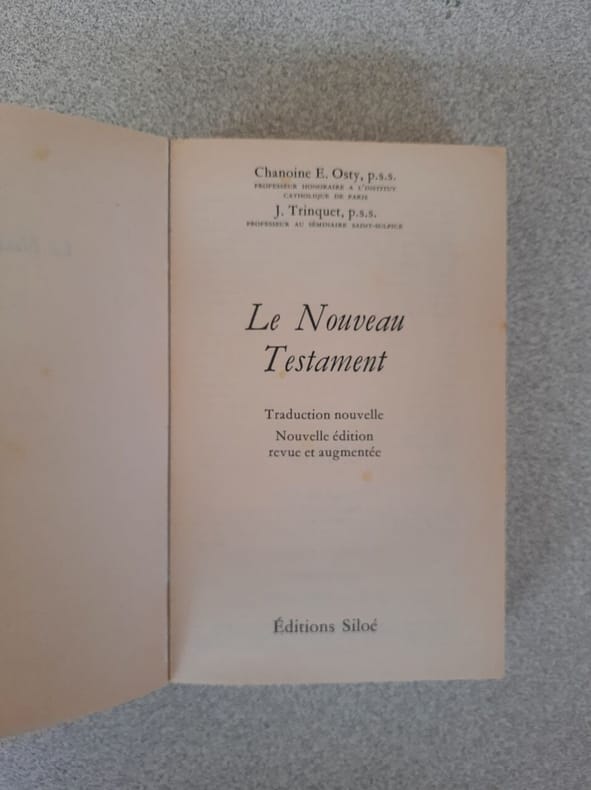 Chanoine E. Osty, p.s.s.
PROFESSEUR HONORAIRE A L'INSTITUT
CATHOLIQUE DE PARIS
J. Trinquet, p.s.s.
PROFESSEUR AU SÉMINAIRE SAINT-SULPICE
Le Nouveau
Testament
Traduction nouvelle
Nouvelle édition
revue et augmentée
Éditions Siloé